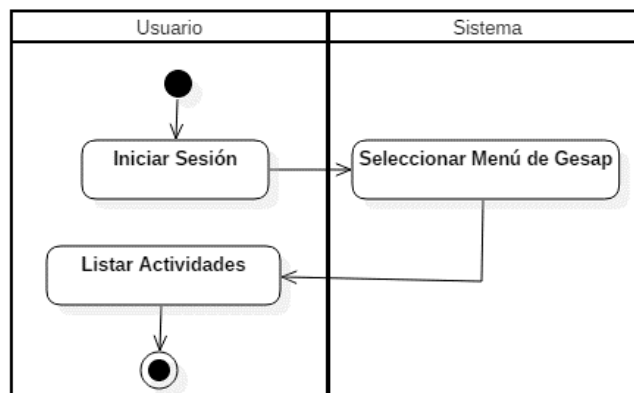 Usuario
Sistema
Iniciar Sesión
Seleccionar Menú de Gesap
Listar Actividades